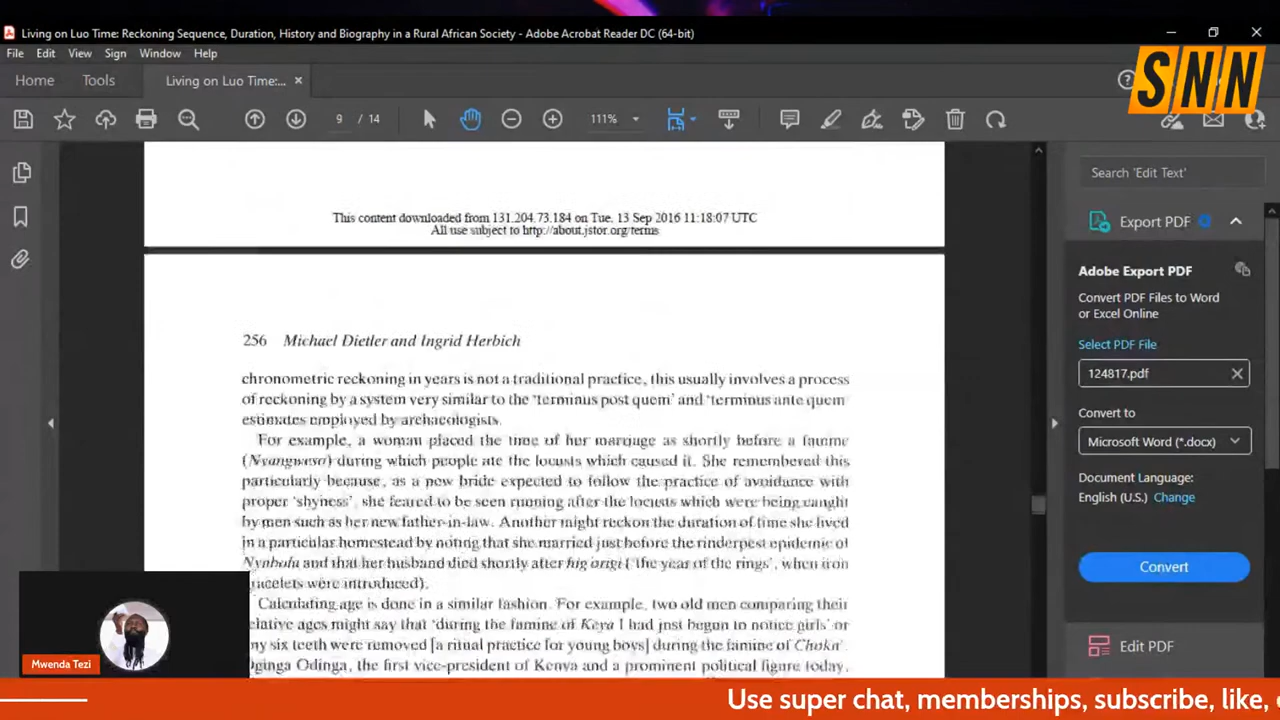 Living on Luo Time: Reckoning Sequence, Duration, History and Biography in a Rural African Society - Adobe Acrobat Reader DC (64-bit)
File Edit View Sign Window Help
Home Tools Living on Luo Time:...
SNN
9 / 14 111%
Search 'Edit Text'
This content downloaded from 131.204.73.184 on Tue, 13 Sep 2016 11:18:07 UTC
All use subject to http://about.jstor.org/terms
Export PDF
Adobe Export PDF
Convert PDF Files to Word
or Excel Online
Select PDF File
124817.pdf
Convert to
Microsoft Word (*.docx)
Document Language:
English (U.S.) Change
Convert
Edit PDF
256 Michael Dietler and Ingrid Herbich
chronometric reckoning in years is not a traditional practice, this usually involves a process
of reckoning by a system very similar to the 'terminus post quem' and 'terminus ante quem'
estimates employed by archaeologists.
For example, a woman placed the time of her marriage as shortly before a famine
(Nyangweso) during which people ate the locusts which caused it. She remembered this
particularly because, as a new bride expected to follow the practice of avoidance with
proper 'shyness', she feared to be seen running after the locusts which were being caught
by men such as her new father-in-law. Another might reckon the duration of time she lived
in a particular homestead by noting that she married just before the rinderpest epidemic of
and that her husband died shortly after hig origi ('the year of the rings', when iron
bracelets were introduced).
Calculating age is done in a similar fashion. For example, two old men comparing their
relative ages might say that 'during the famine of Keya I had just begun to notice girls' or
my six teeth were removed [a ritual practice for young boys] during the famine of
Oginga Odinga, the first vice-president of Kenya and a prominent political figure today,
Mwenda Tezi
Use super chat, memberships, subscribe, like,